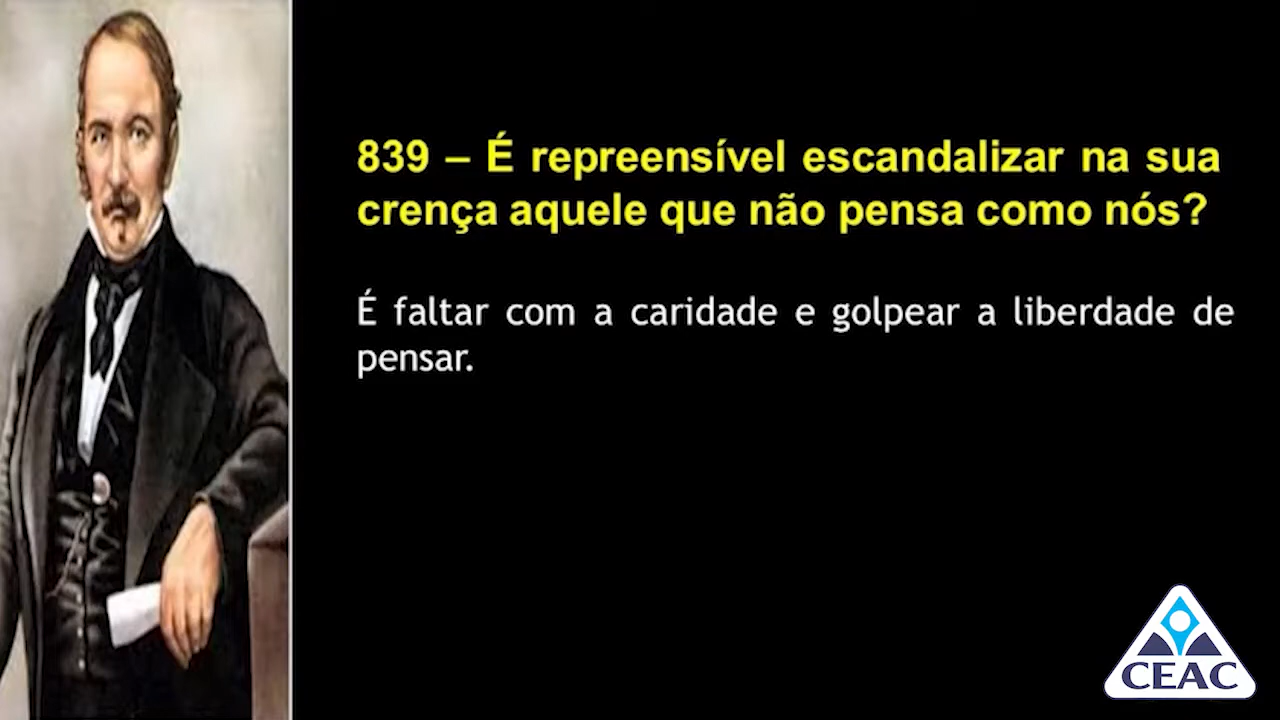 839 – É repreensível escandalizar na sua
crença aquele que não pensa como nós?
É faltar com a caridade e golpear a liberdade de
pensar.
CEAC